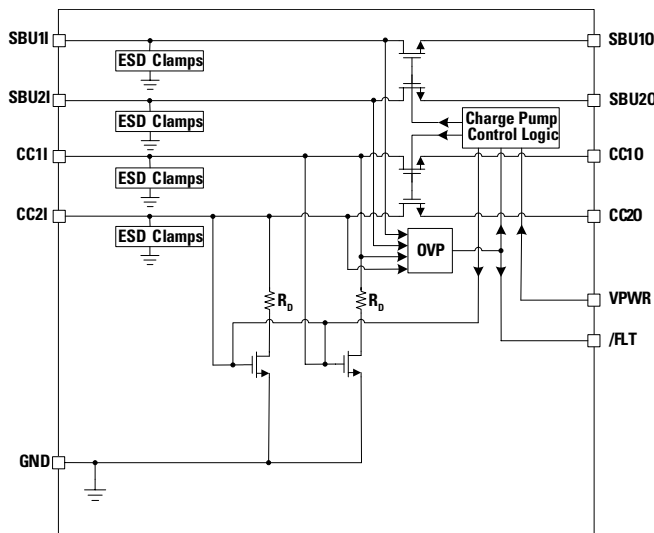 SBU1I
SBU1O
ESD Clamps
SBU2I
SBU2O
ESD Clamps
Charge Pump
Control Logic
CC1I
CC1O
ESD Clamps
CC2I
CC2O
ESD Clamps
OVP
RD
RD
VPWR
/FLT
GND